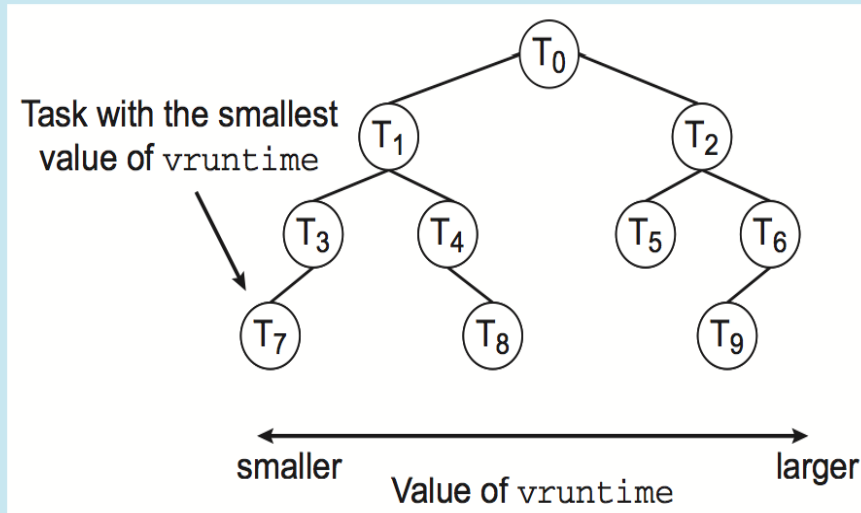 T0
Task with the smallest
value of vruntime
T1
T2
T3
T4
T5
T6
T7
T8
T9
smaller
larger
Value of vruntime